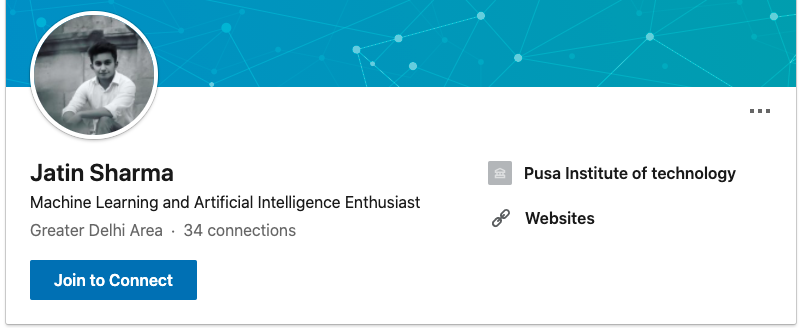 Jatin Sharma
Machine Learning and Artificial Intelligence Enthusiast
Greater Delhi Area · 34 connections
Join to Connect
Pusa Institute of technology
Websites